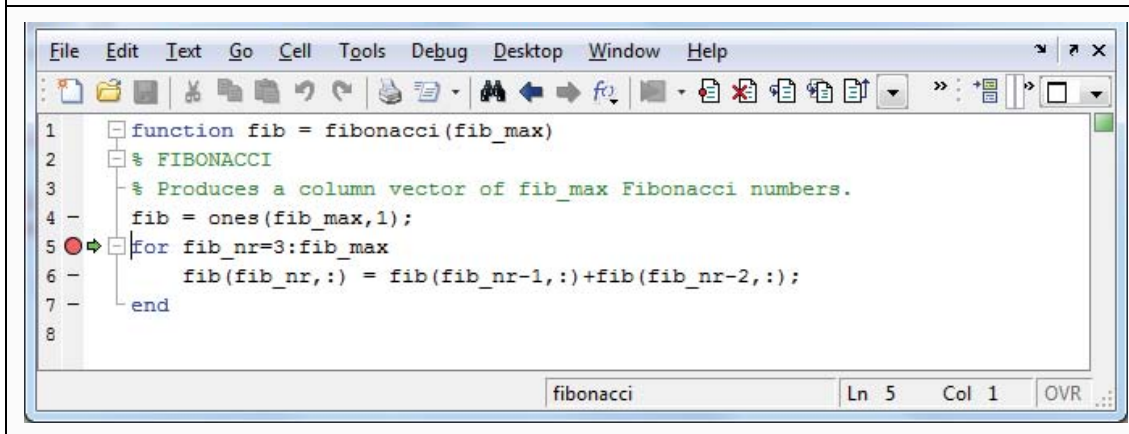 File Edit Text Go Cell Tools Debug Desktop Window Help
1 function fib = fibonacci(fib_max)
2 % FIBONACCI
3 % Produces a column vector of fib_max Fibonacci numbers.
4 - fib = ones(fib_max,1);
5 for fib_nr=3:fib_max
6 - fib(fib_nr,:) = fib(fib_nr-1,:)+fib(fib_nr-2,:);
7 - end
8
fibonacci Ln 5 Col 1 OVR